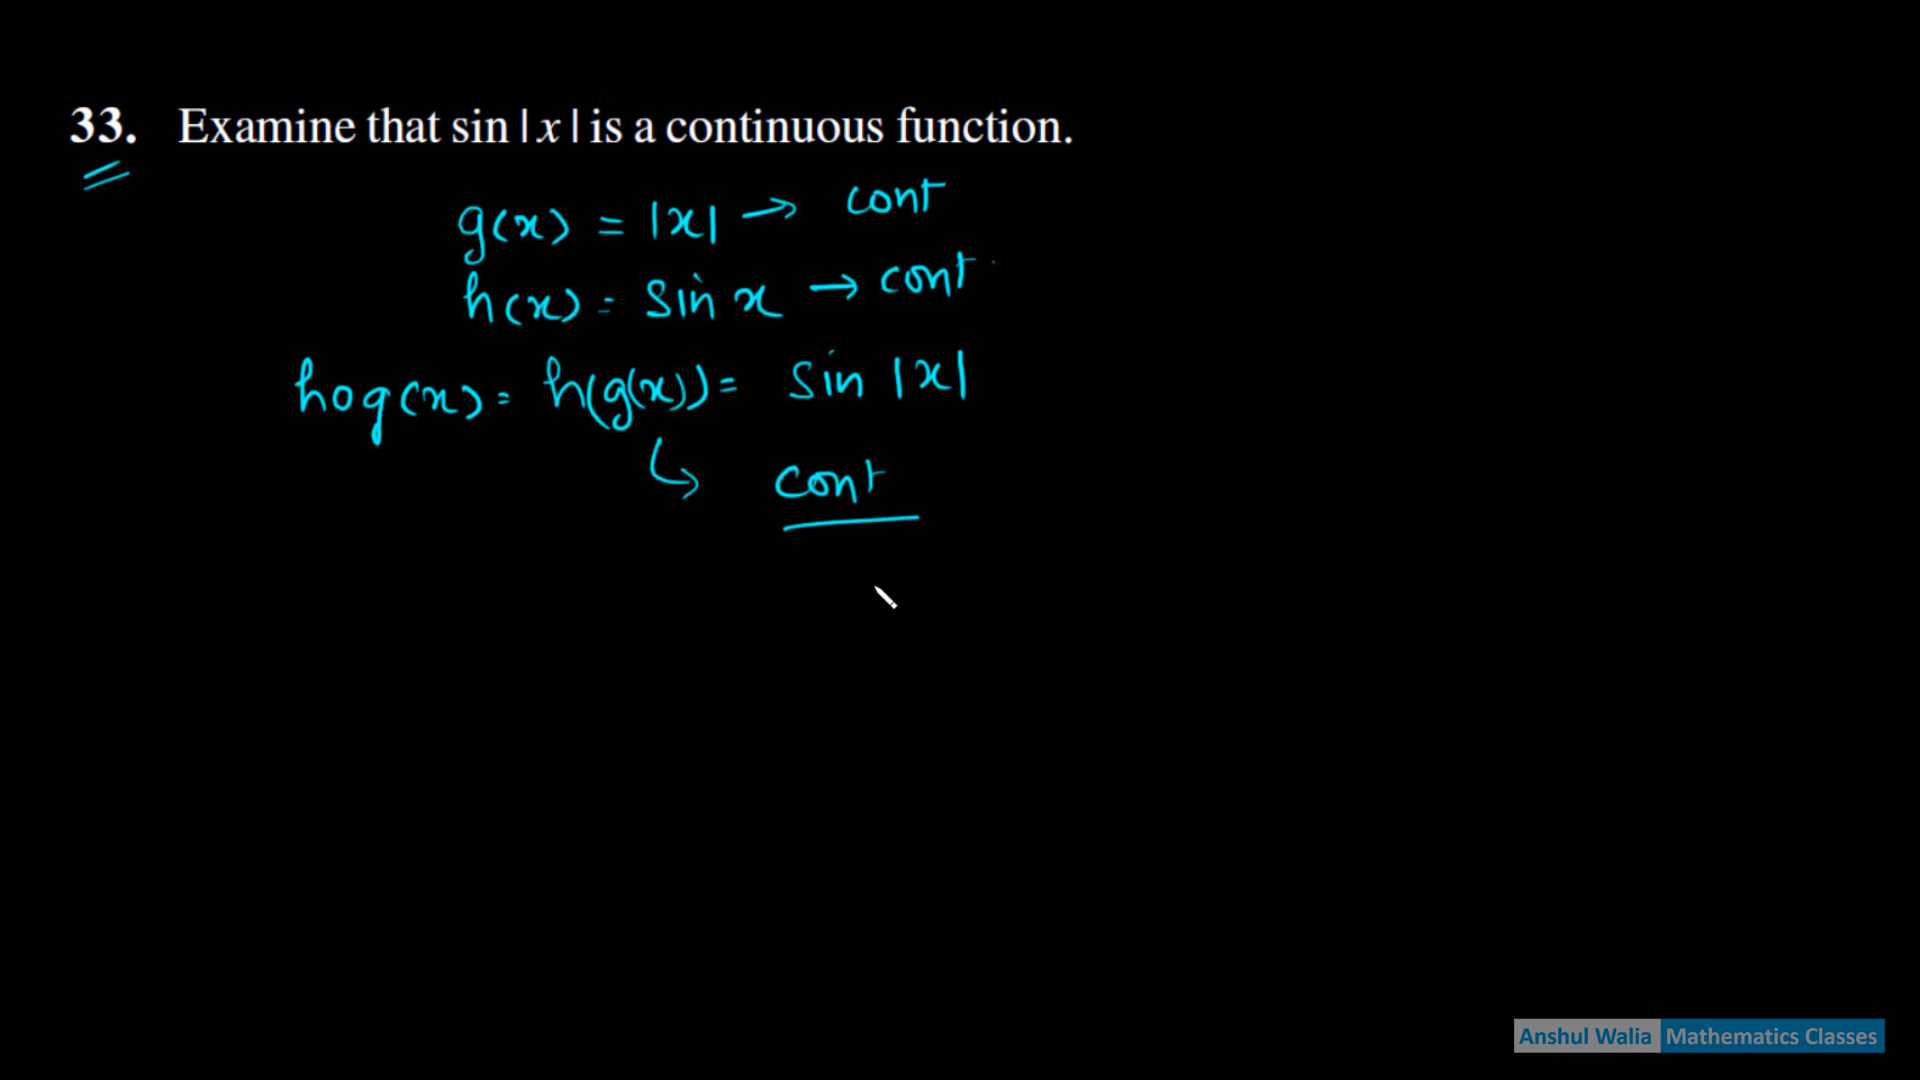 33. Examine that sin | x | is a continuous function.
g(x) = |x| → cont
h(x) = sin x → cont
hog(x) = h(g(x)) = sin |x|
↳ cont
Anshul Walia Mathematics Classes